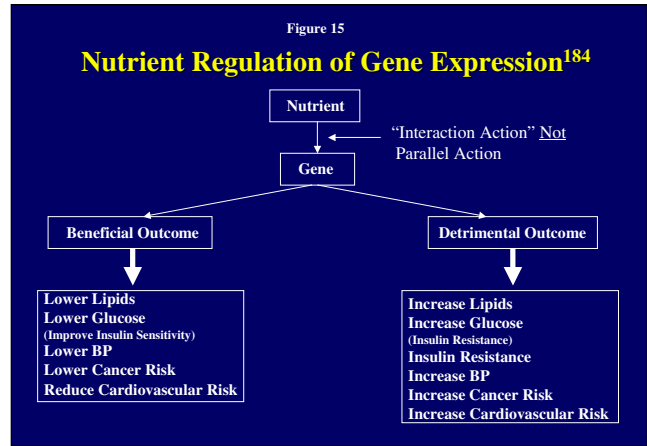 Figure 15
Nutrient Regulation of Gene Expression184
Nutrient
“Interaction Action” Not
Parallel Action
Gene
Beneficial Outcome
Detrimental Outcome
Lower Lipids
Lower Glucose
(Improve Insulin Sensitivity)
Lower BP
Lower Cancer Risk
Reduce Cardiovascular Risk
Increase Lipids
Increase Glucose
(Insulin Resistance)
Insulin Resistance
Increase BP
Increase Cancer Risk
Increase Cardiovascular Risk